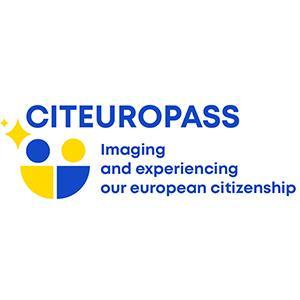 CITEUROPASS
Imaging
and experiencing
our european citizenship